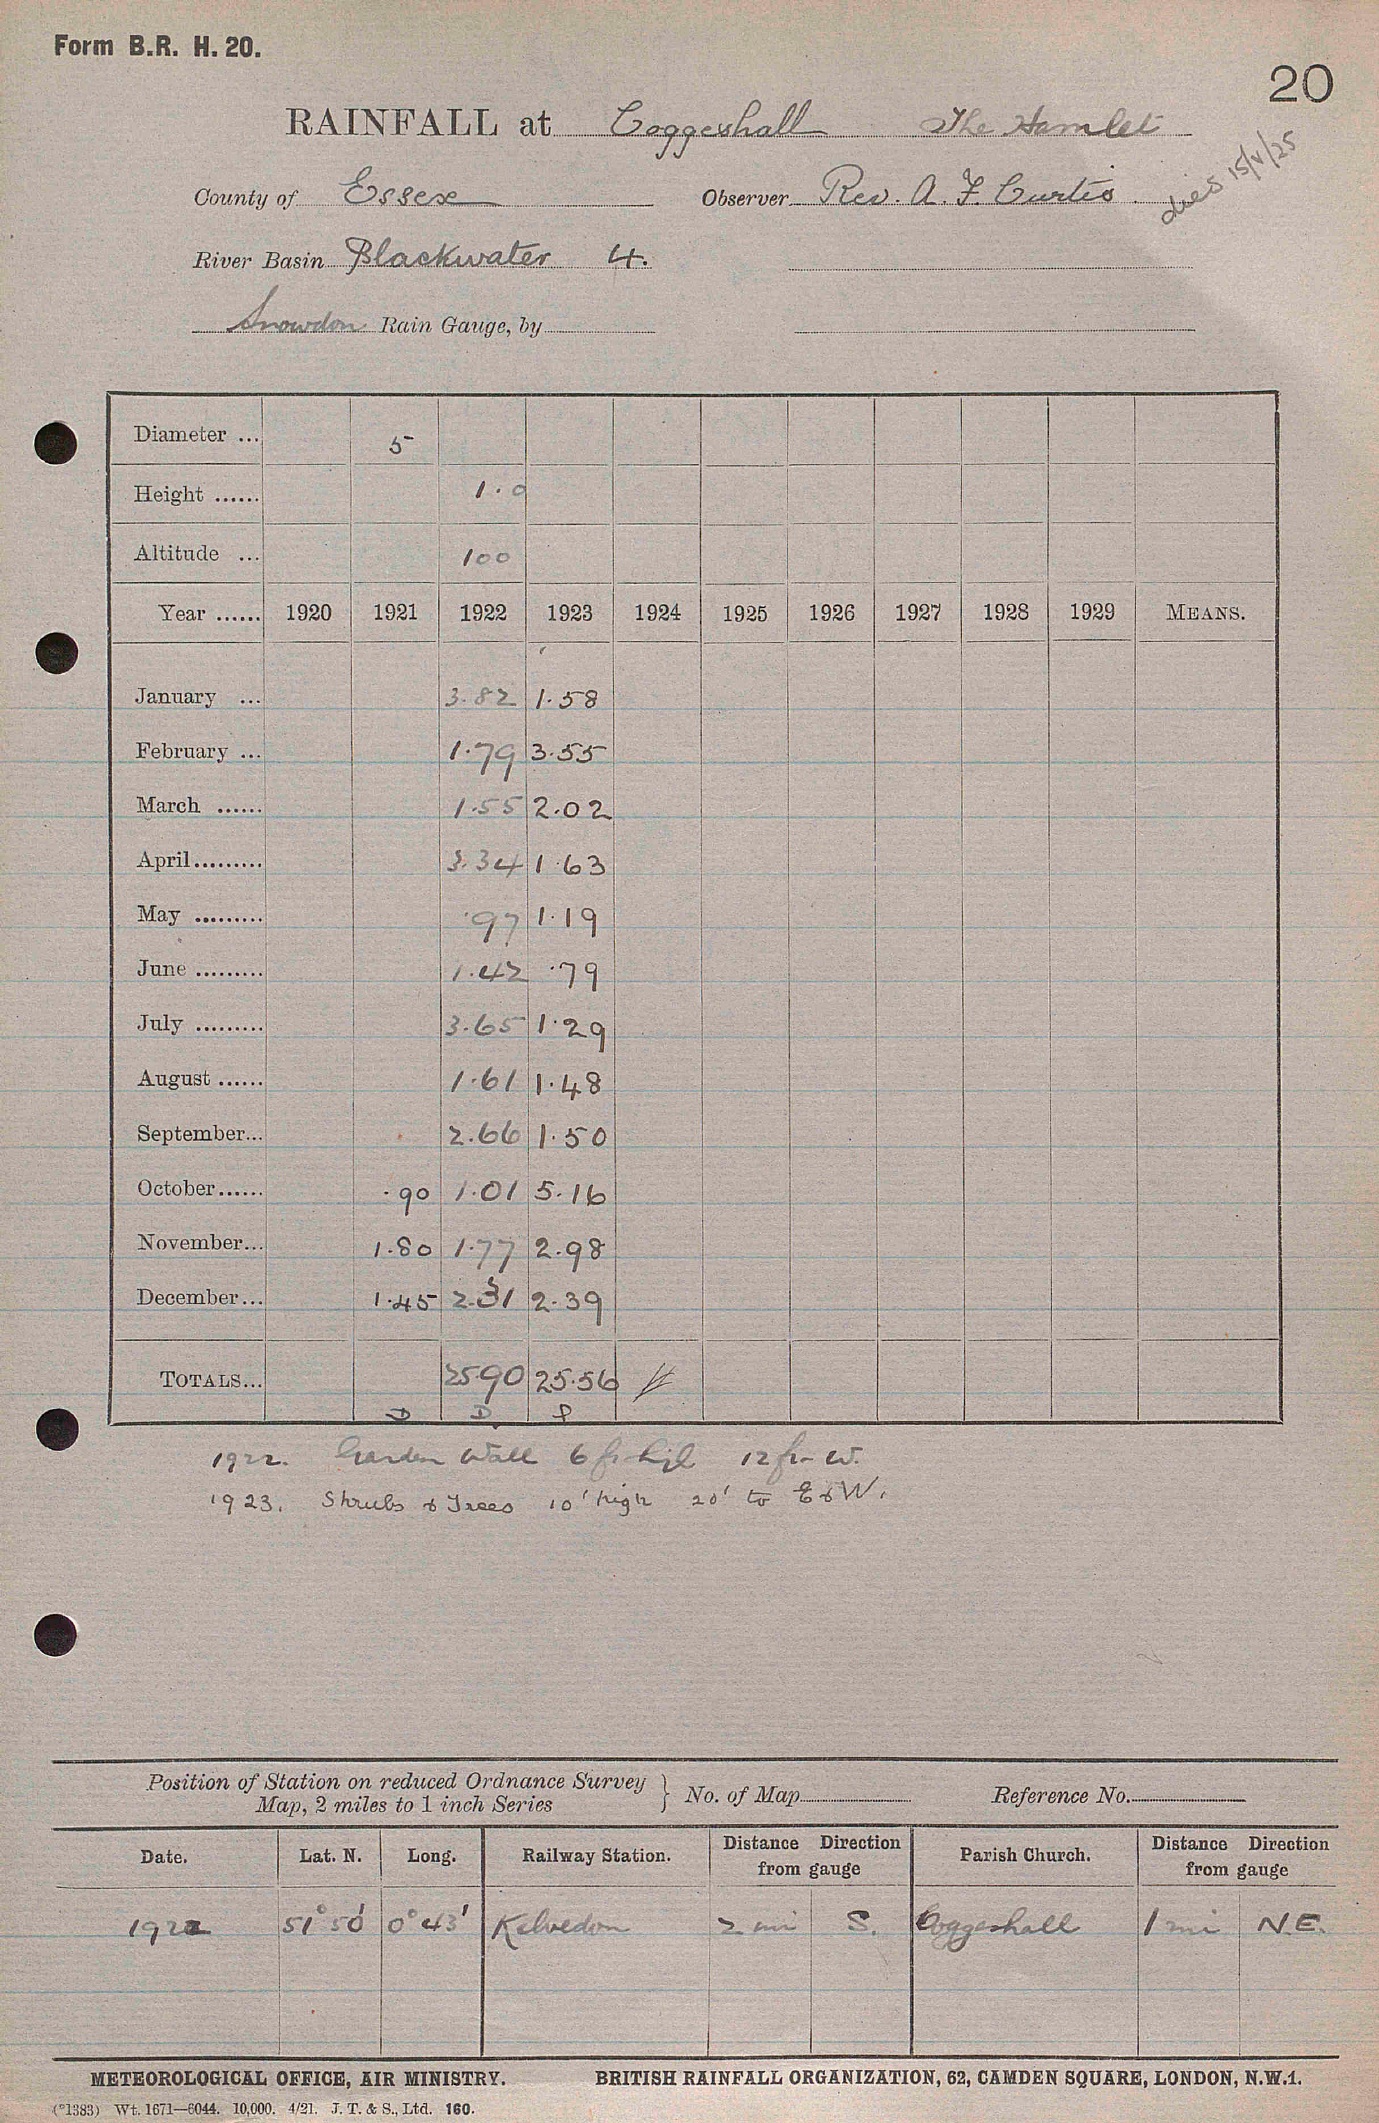 Form B.R. H. 20.
20
RAINFALL at Coggeshall The Hamlet
died 15/V/25
County of Essex Observer Rev. A. F. Curtis.
River Basin Blackwater 4.
Snowdon Rain Gauge, by
Diameter ... 5
Height ...... 1.0
Altitude ... 100
Year ...... 1920 1921 1922 1923 1924 1925 1926 1927 1928 1929 MEANS.
January ... 3.82 1.58
February ... 1.79 3.55
March ...... 1.55 2.02
April......... 3.34 1.63
May ......... .97 1.19
June ......... 1.42 .79
July ......... 3.65 1.29
August ...... 1.61 1.48
September... 2.66 1.50
October...... .90 1.01 5.16
November... 1.80 1.77 2.98
December... 1.45 2.31 2.39
TOTALS... 25.90 25.56
D D P
1922. Garden Wall 6 ft high 12 ft W.
1923. Shrubs & Trees 10' high 20' to E & W.
Position of Station on reduced Ordnance Survey
Map, 2 miles to 1 inch Series } No. of Map Reference No.
Date. Lat. N. Long. Railway Station. Distance Direction from gauge Parish Church. Distance Direction from gauge
1922 51° 50' 0° 43' Kelvedon 2 mi S. Coggeshall 1 mi N.E.
METEOROLOGICAL OFFICE, AIR MINISTRY. BRITISH RAINFALL ORGANIZATION, 62, CAMDEN SQUARE, LONDON, N.W.1.
(*1383) Wt. 1671—6044. 10,000. 4/21. J. T. & S., Ltd. 160.